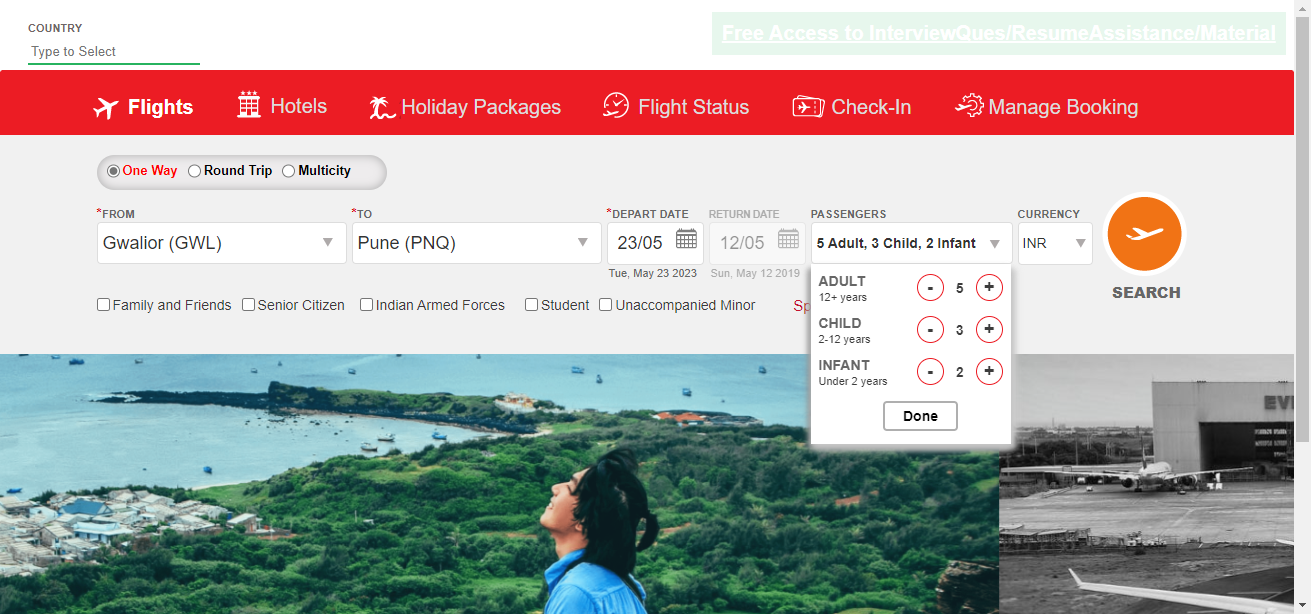 COUNTRY
Type to Select
Free Access to InterviewQues/ResumeAssistance/Material
Flights
Hotels
Holiday Packages
Flight Status
Check-In
Manage Booking
One Way
Round Trip
Multicity
*FROM
*TO
*DEPART DATE
RETURN DATE
PASSENGERS
CURRENCY
Gwalior (GWL)
Pune (PNQ)
23/05
12/05
5 Adult, 3 Child, 2 Infant
INR
Tue, May 23 2023
Sun, May 12 2019
SEARCH
Family and Friends
Senior Citizen
Indian Armed Forces
Student
Unaccompanied Minor
ADULT
12+ years
- 5 +
CHILD
2-12 years
- 3 +
INFANT
Under 2 years
- 2 +
Done